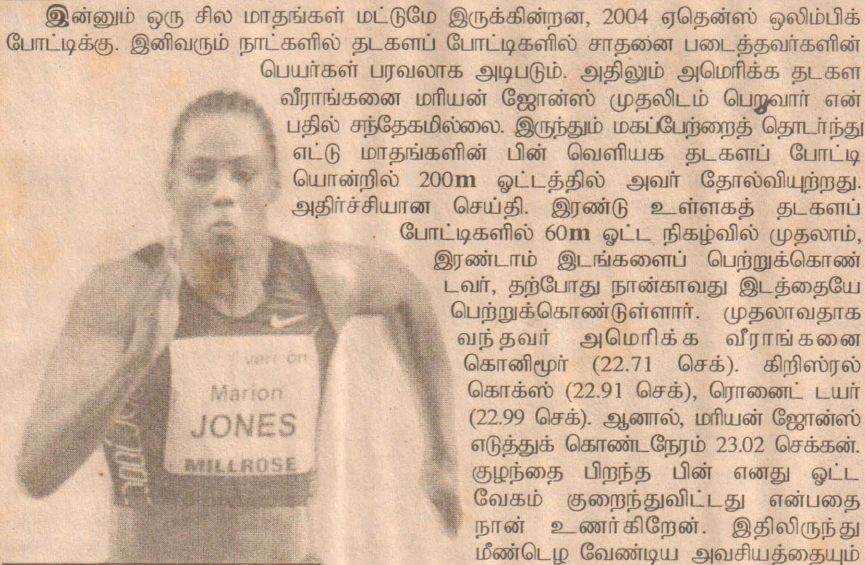 இன்னும் ஒரு சில மாதங்கள் மட்டுமே இருக்கின்றன, 2004 ஏதென்ஸ் ஒலிம்பிக்
போட்டிக்கு. இனிவரும் நாட்களில் தடகளப் போட்டிகளில் சாதனை படைத்தவர்களின்
பெயர்கள் பரவலாக அடிபடும். அதிலும் அமெரிக்க தடகள
வீராங்கனை மரியன் ஜோன்ஸ் முதலிடம் பெறுவார் என்
பதில் சந்தேகமில்லை. இருந்தும் மகப்பேற்றைத் தொடர்ந்து
எட்டு மாதங்களின் பின் வெளியக தடகளப் போட்டி
யொன்றில் 200m ஓட்டத்தில் அவர் தோல்வியுற்றது.
அதிர்ச்சியான செய்தி. இரண்டு உள்ளகத் தடகளப்
போட்டிகளில் 60m ஓட்ட நிகழ்வில் முதலாம்,
இரண்டாம் இடங்களைப் பெற்றுக்கொண்
டவர், தற்போது நான்காவது இடத்தையே
பெற்றுக்கொண்டுள்ளார். முதலாவதாக
வந்தவர் அமெரிக்க வீராங்கனை
கொனிமூர் (22.71 செக்). கிறிஸ்ரல்
கொக்ஸ் (22.91 செக்), ரொனைட் டயர்
(22.99 செக்). ஆனால், மரியன் ஜோன்ஸ்
எடுத்துக் கொண்டநேரம் 23.02 செக்கன்.
குழந்தை பிறந்த பின் எனது ஓட்ட
வேகம் குறைந்துவிட்டது என்பதை
நான் உணர்கிறேன். இதிலிருந்து
மீண்டெழ வேண்டிய அவசியத்தையும்
Marion
JONES
MILLROSE